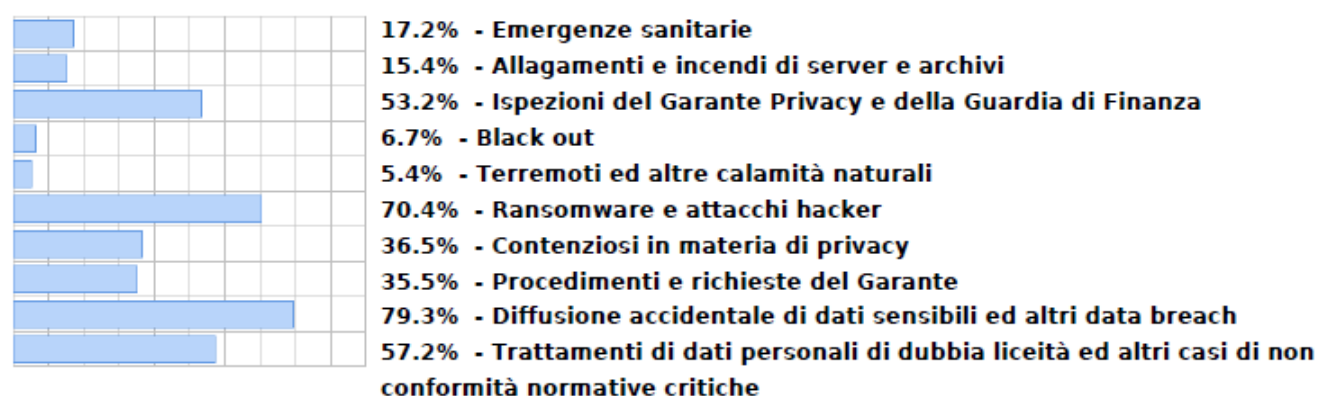 17.2% - Emergenze sanitarie
15.4% - Allagamenti e incendi di server e archivi
53.2% - Ispezioni del Garante Privacy e della Guardia di Finanza
6.7% - Black out
5.4% - Terremoti ed altre calamità naturali
70.4% - Ransomware e attacchi hacker
36.5% - Contenziosi in materia di privacy
35.5% - Procedimenti e richieste del Garante
79.3% - Diffusione accidentale di dati sensibili ed altri data breach
57.2% - Trattamenti di dati personali di dubbia liceità ed altri casi di non
conformità normative critiche